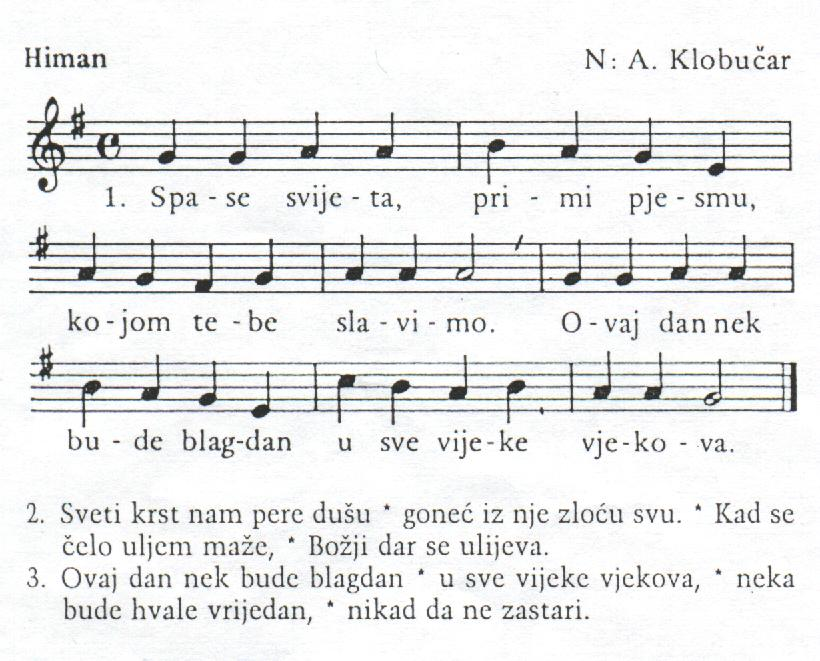 Himan N: A. Klobučar
1. Spa - se svije - ta, pri - mi pje - smu,
ko - jom te - be sla - vi - mo. O - vaj dan nek
bu - de blag-dan u sve vije - ke vje - ko - va.
2. Sveti krst nam pere dušu * goneć iz nje zloću svu. * Kad se
čelo uljem maže, * Božji dar se ulijeva.
3. Ovaj dan nek bude blagdan * u sve vijeke vjekova, * neka
bude hvale vrijedan, * nikad da ne zastari.